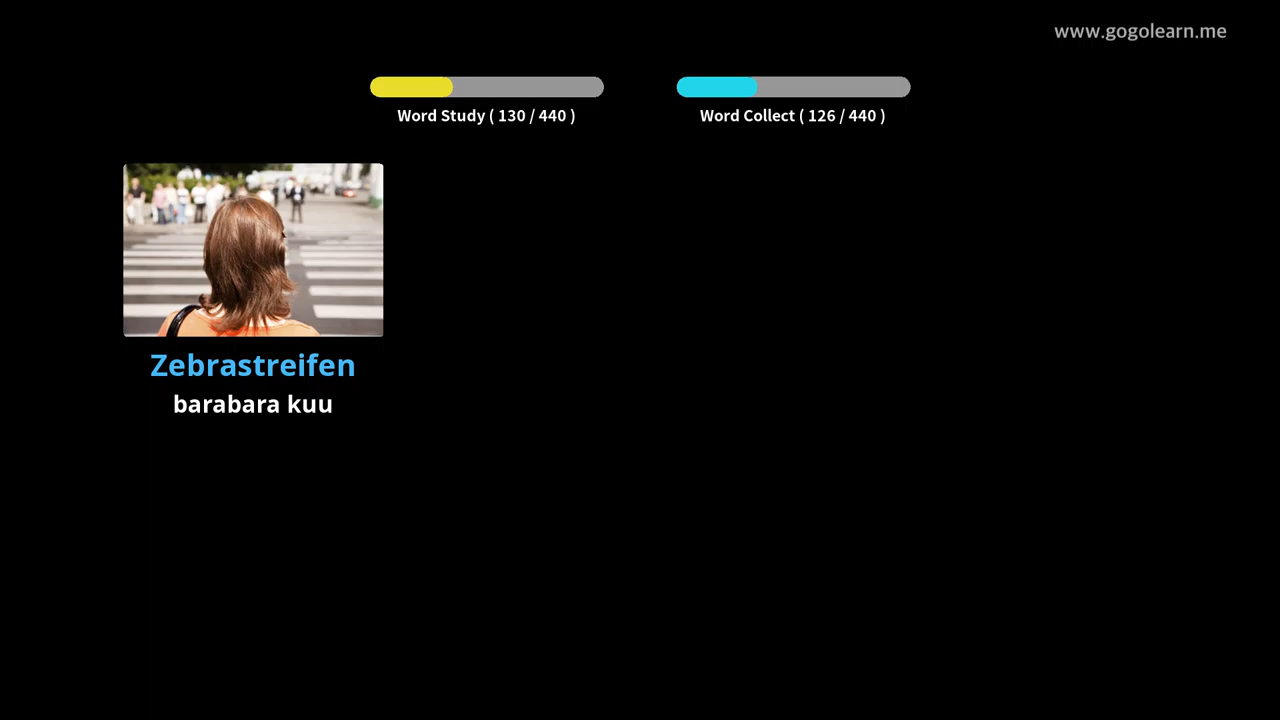 www.gogolearn.me
Word Study ( 130 / 440 )
Word Collect ( 126 / 440 )
Zebrastreifen
barabara kuu